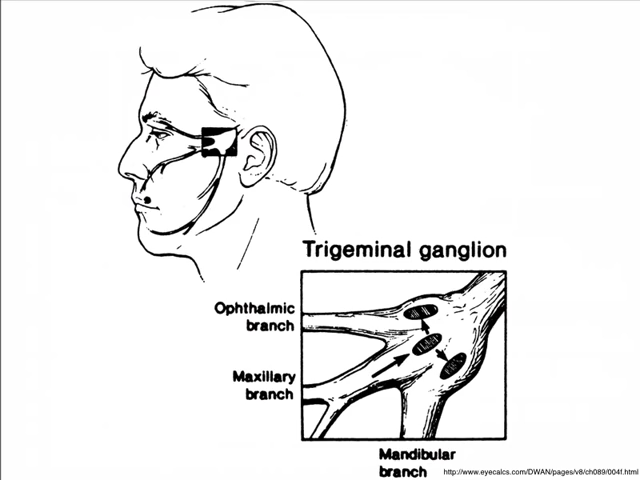 Trigeminal ganglion
Ophthalmic
branch
Maxillary
branch
Mandibular
branch
http://www.eyecalcs.com/DWAN/pages/v8/ch089/004f.html